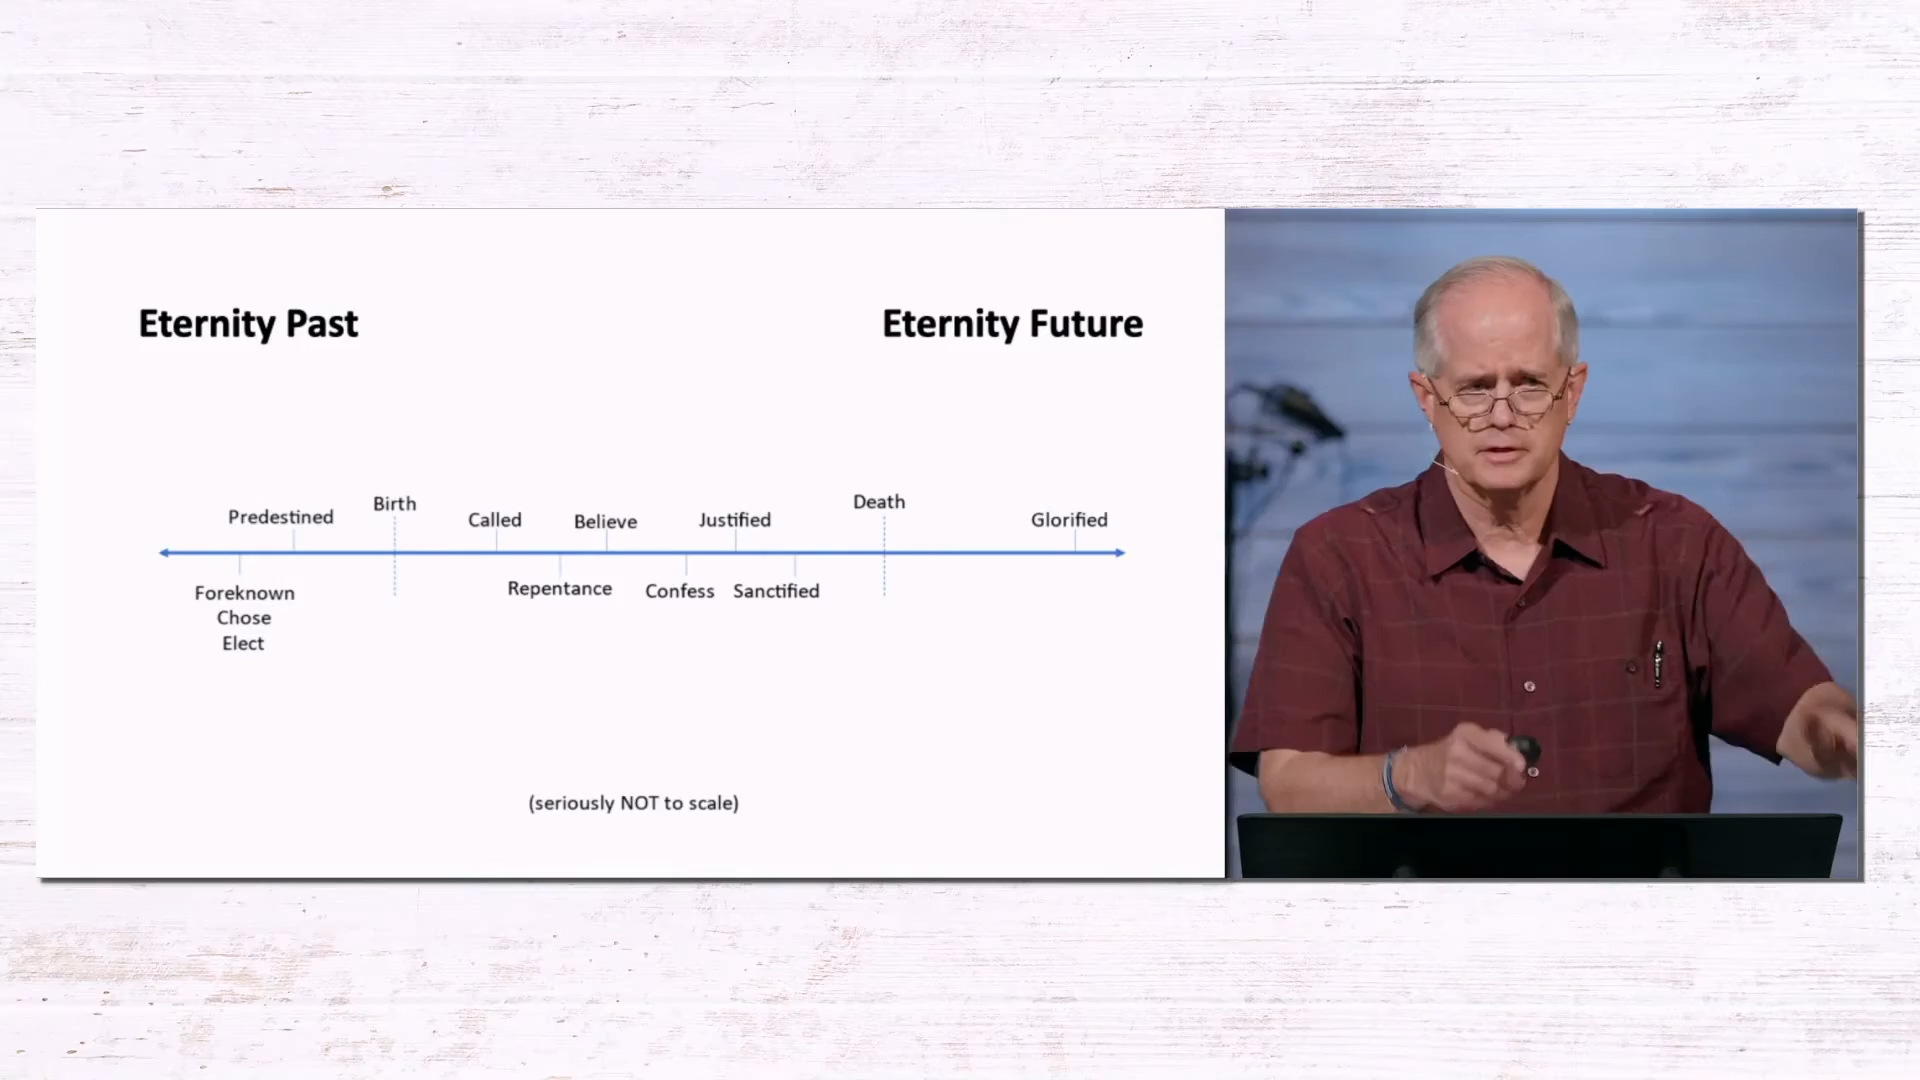 Eternity Past
Eternity Future
Predestined
Birth
Called
Believe
Justified
Death
Glorified
Foreknown
Chose
Elect
Repentance
Confess
Sanctified
(seriously NOT to scale)